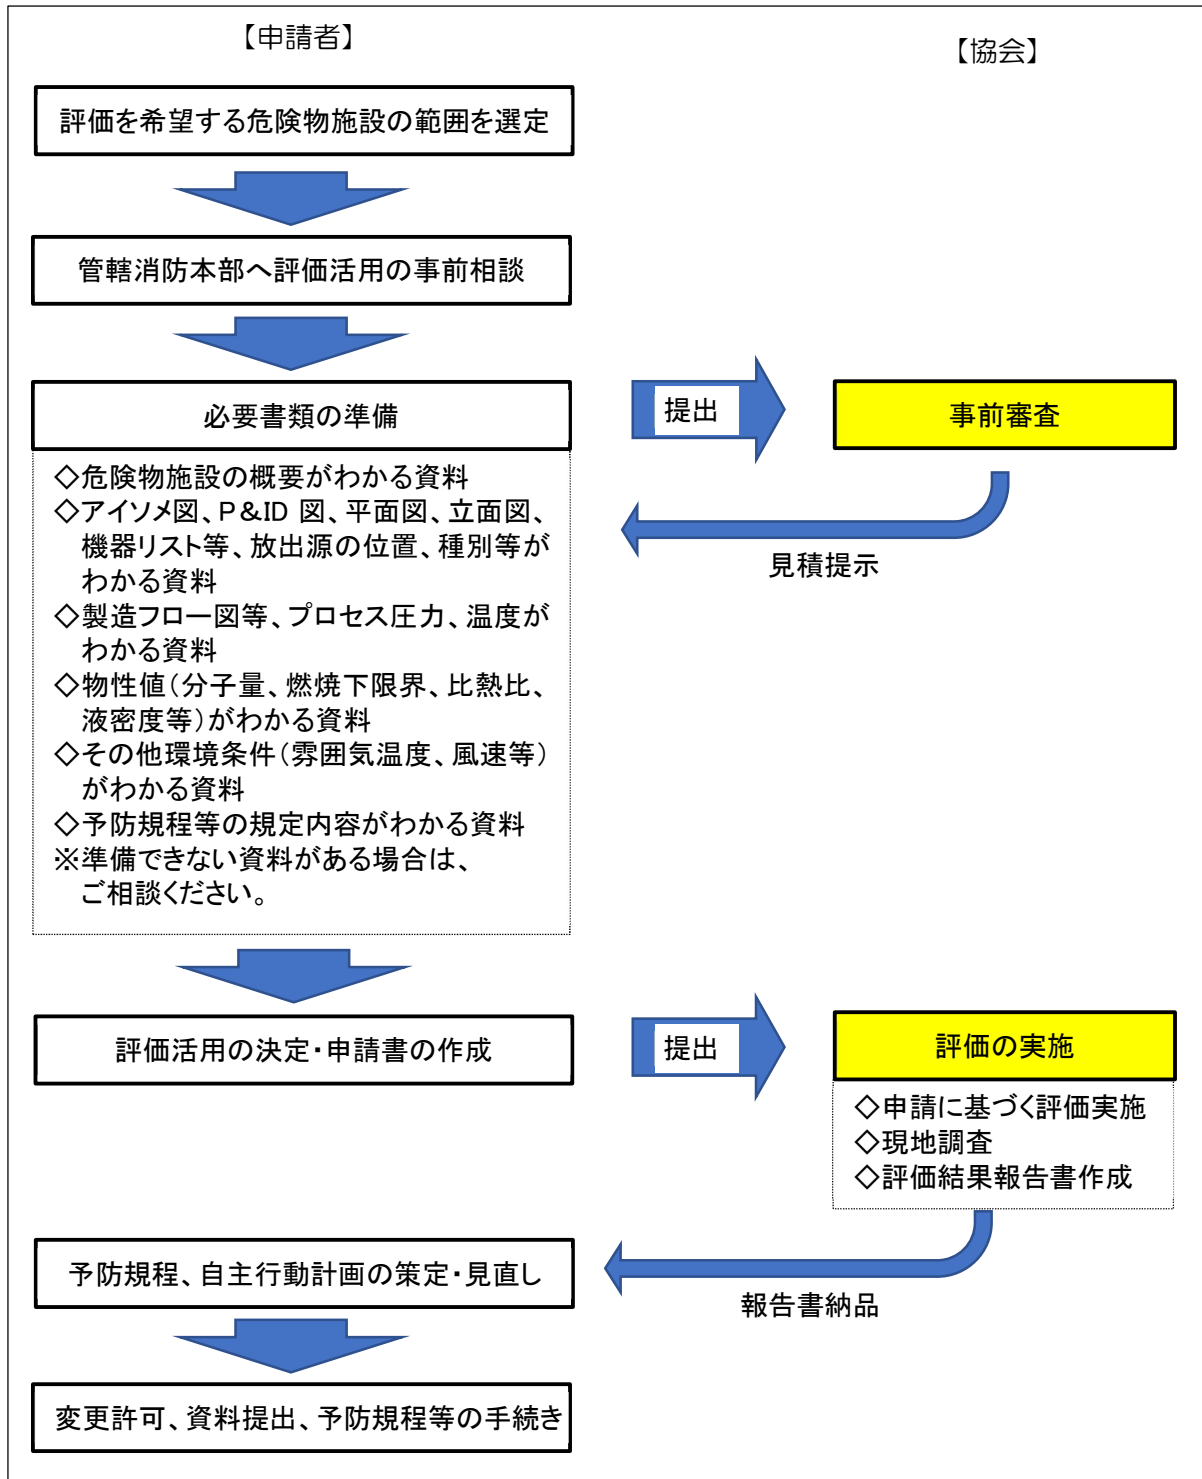 【申請者】
【協会】
評価を希望する危険物施設の範囲を選定
管轄消防本部へ評価活用の事前相談
必要書類の準備
提出
事前審査
◇危険物施設の概要がわかる資料
◇アイソメ図、P&ID 図、平面図、立面図、
機器リスト等、放出源の位置、種別等が
わかる資料
◇製造フロー図等、プロセス圧力、温度が
わかる資料
◇物性値(分子量、燃焼下限界、比熱比、
液密度等)がわかる資料
◇その他環境条件(雰囲気温度、風速等)
がわかる資料
◇予防規程等の規定内容がわかる資料
※準備できない資料がある場合は、
ご相談ください。
見積提示
評価活用の決定・申請書の作成
提出
評価の実施
◇申請に基づく評価実施
◇現地調査
◇評価結果報告書作成
予防規程、自主行動計画の策定・見直し
報告書納品
変更許可、資料提出、予防規程等の手続き